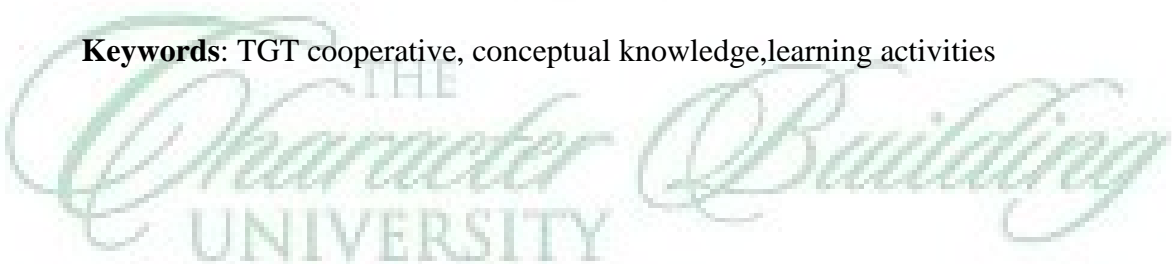 Keywords: TGT cooperative, conceptual knowledge,learning activities
THE
Character Building
UNIVERSITY